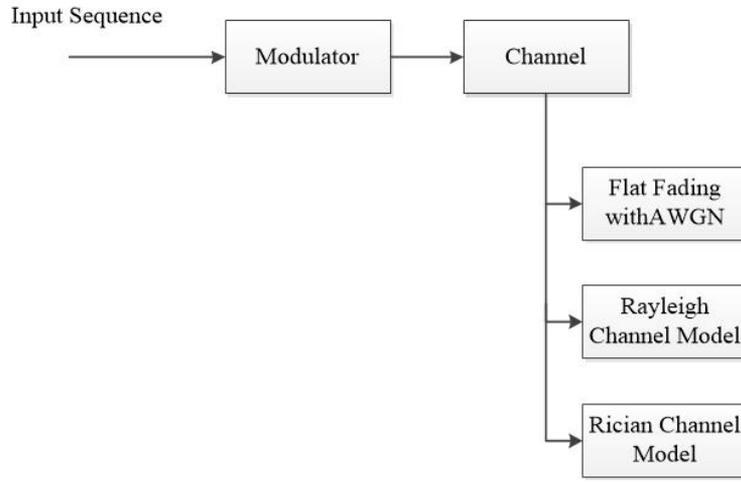 Input Sequence
Modulator
Channel
Flat Fading
withAWGN
Rayleigh
Channel Model
Rician Channel
Model